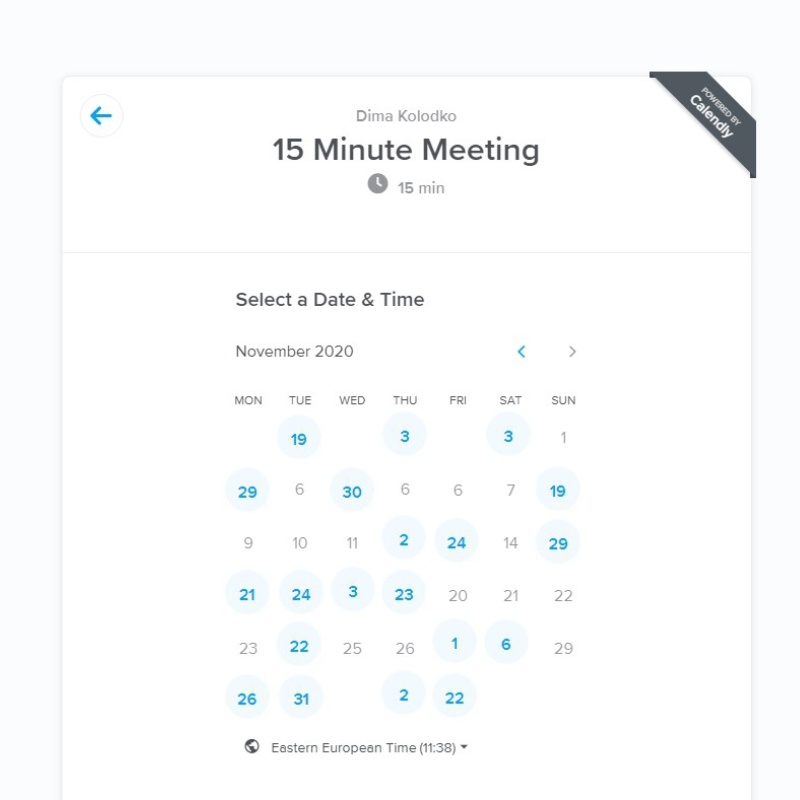 POWERED BY
Calendly
Dima Kolodko
15 Minute Meeting
15 min
Select a Date & Time
November 2020
MON TUE WED THU FRI SAT SUN
19 3 3 1
29 6 30 6 6 7 19
9 10 11 2 24 14 29
21 24 3 23 20 21 22
23 22 25 26 1 6 29
26 31 2 22
Eastern European Time (11:38)